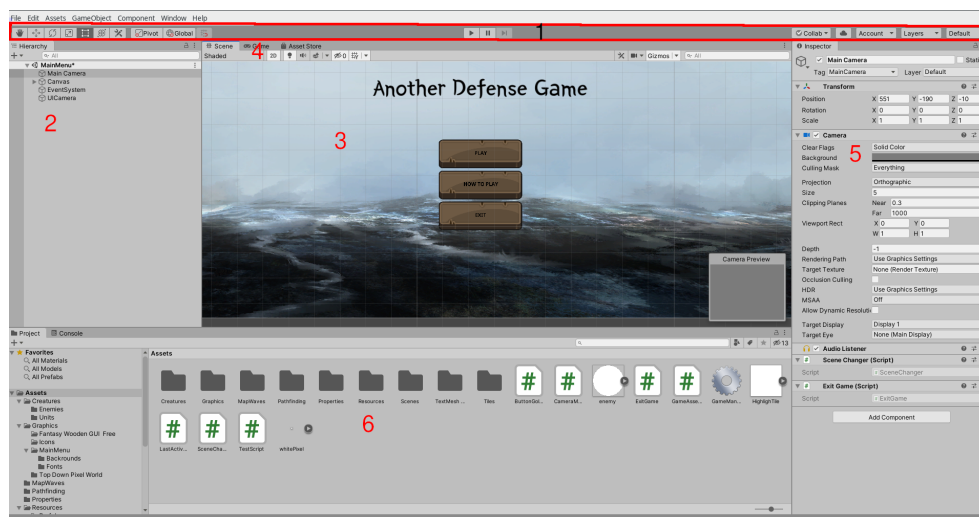 File Edit Assets GameObject Component Window Help
Pivot Global 1 Collab Account Layers Default
Hierarchy
All
MainMenu*
Main Camera
Canvas
EventSystem
UICamera
2
Scene Game Asset Store
Shaded 4 2D 0 Gizmos All
Another Defense Game
3
PLAY
HOW TO PLAY
EXIT
Camera Preview
Inspector
Main Camera Stati
Tag MainCamera Layer Default
Transform
Position X 551 Y -190 Z -10
Rotation X 0 Y 0 Z 0
Scale X 1 Y 1 Z 1
Camera
Clear Flags Solid Color
Background 5
Culling Mask Everything
Projection Orthographic
Size 5
Clipping Planes Near 0.3
Far 1000
Viewport Rect X 0 Y 0
W 1 H 1
Depth -1
Rendering Path Use Graphics Settings
Target Texture None (Render Texture)
Occlusion Culling
HDR Use Graphics Settings
MSAA Off
Allow Dynamic Resoluti
Target Display Display 1
Target Eye None (Main Display)
Audio Listener
Scene Changer (Script)
Script SceneChanger
Exit Game (Script)
Script ExitGame
Add Component
Project Console
13
Favorites
All Materials
All Models
All Prefabs
Assets
Creatures
Enemies
Units
Graphics
Fantasy Wooden GUI Free
Icons
MainMenu
Backrounds
Fonts
Top Down Pixel World
MapWaves
Pathfinding
Properties
Resources
Assets
Creatures Graphics MapWaves Pathfinding Properties Resources Scenes TextMesh ... Tiles ButtonGoi... CameraM... enemy ExitGame GameAsse... GameMan... HighlighTile
6
LastActiv... SceneCha... TestScript whitePixel